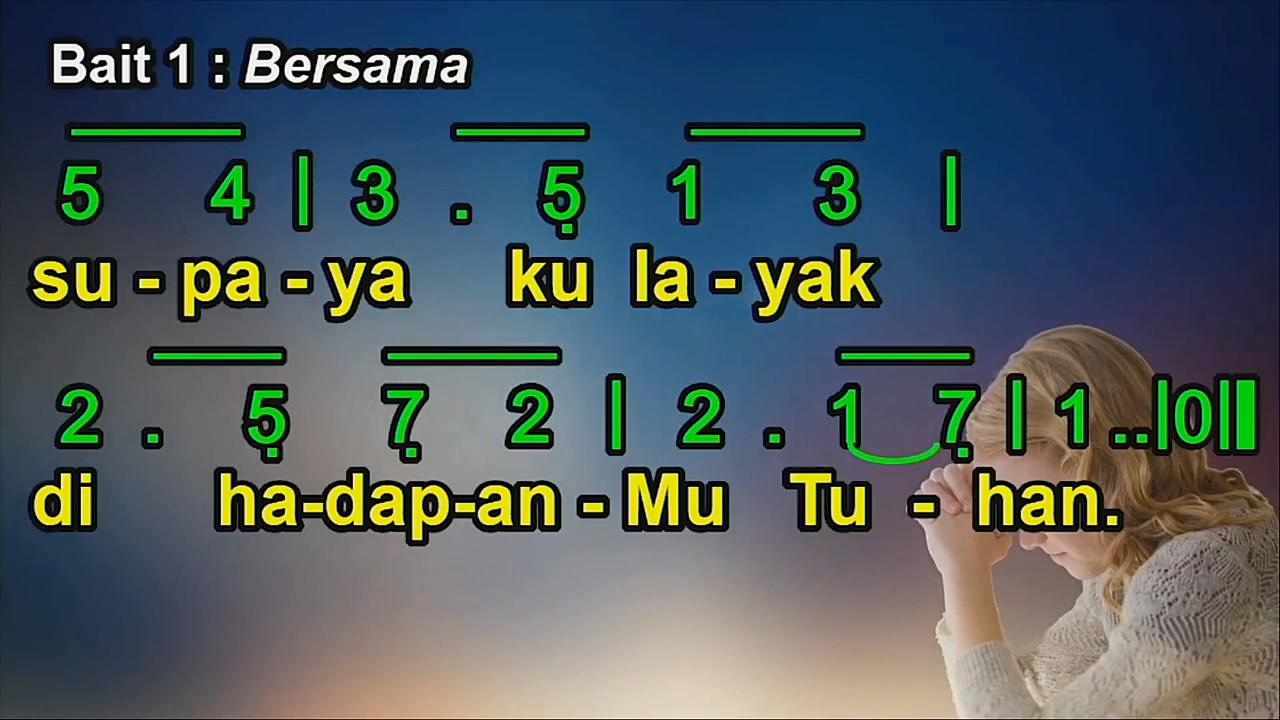 Bait 1 : Bersama
5 4 | 3 . 5̣ 1 3 |
su - pa - ya ku la - yak
2 . 5̣ 7̣ 2 | 2 . 1 7̣ | 1 . . |0||
di ha-dap-an - Mu Tu - han.